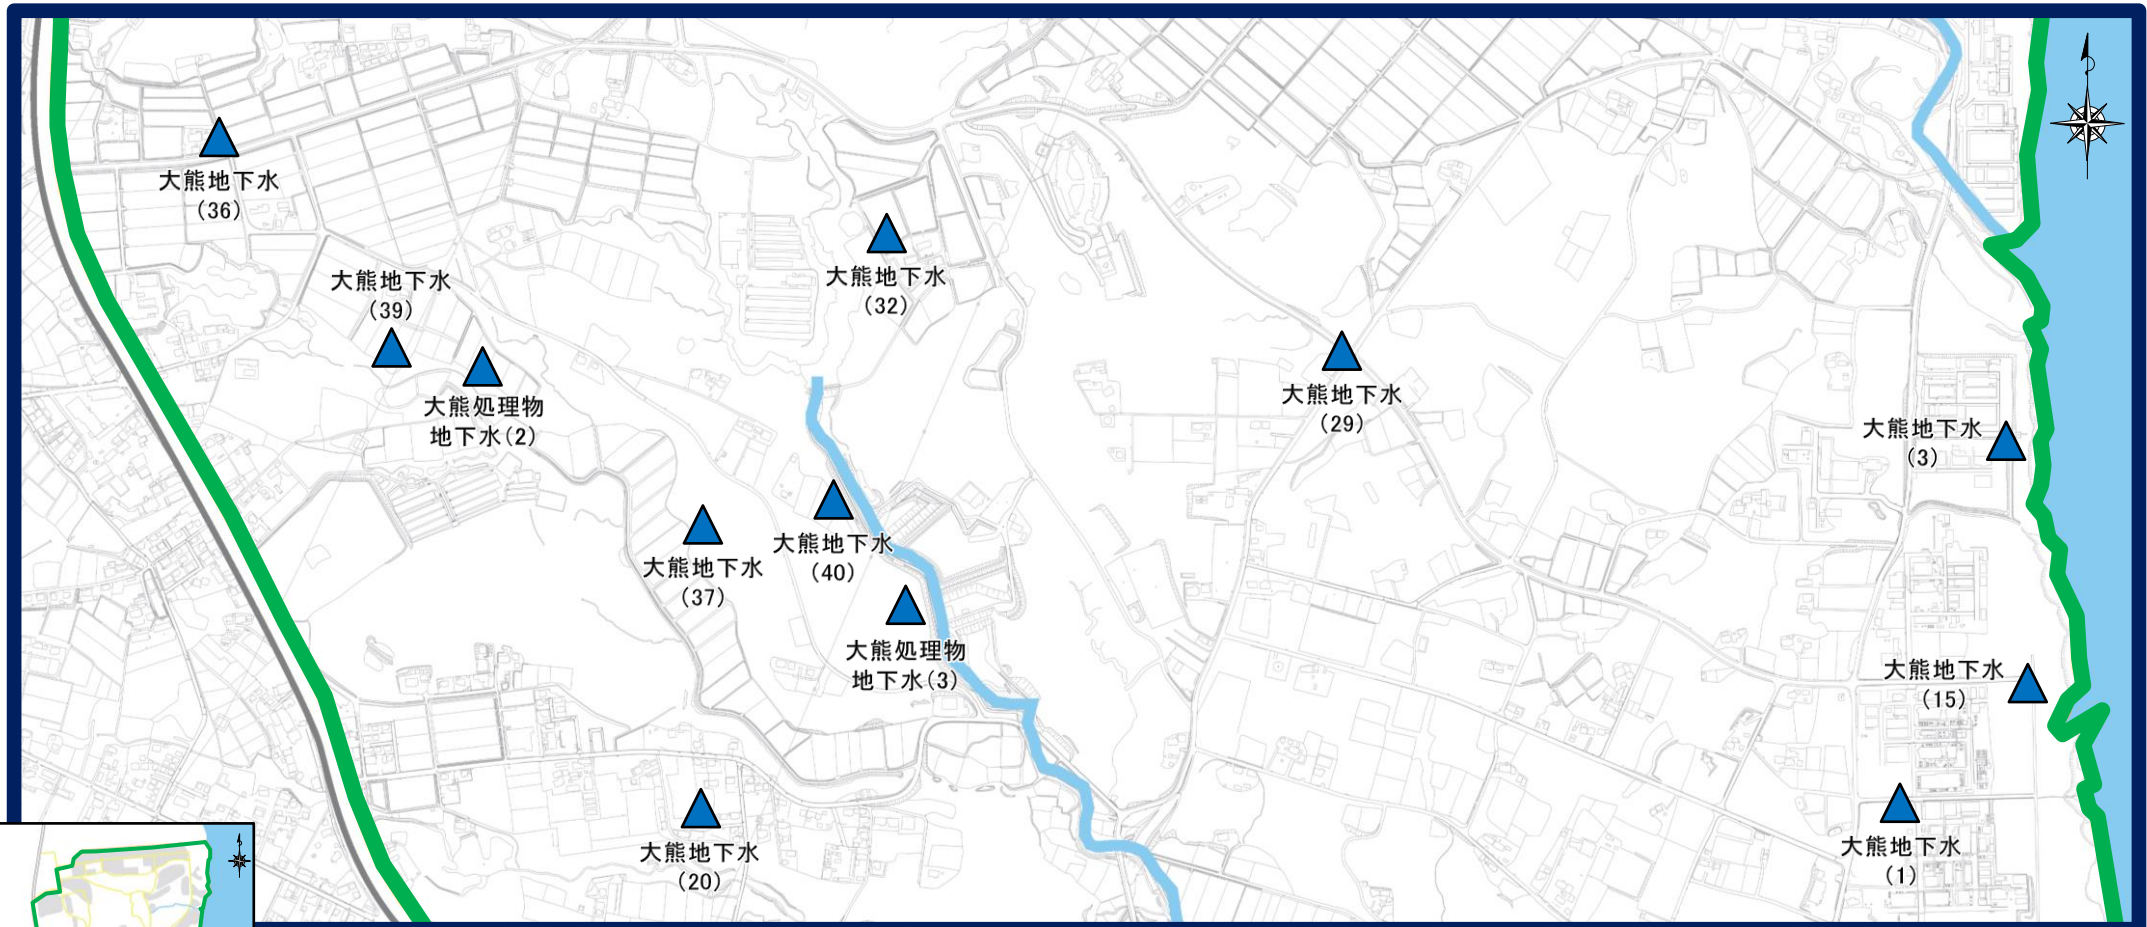 大熊地下水
(36)
大熊地下水
(32)
大熊地下水
(39)
大熊処理物
地下水(2)
大熊地下水
(29)
大熊地下水
(3)
大熊地下水
(40)
大熊地下水
(37)
大熊処理物
地下水(3)
大熊地下水
(15)
大熊地下水
(20)
大熊地下水
(1)